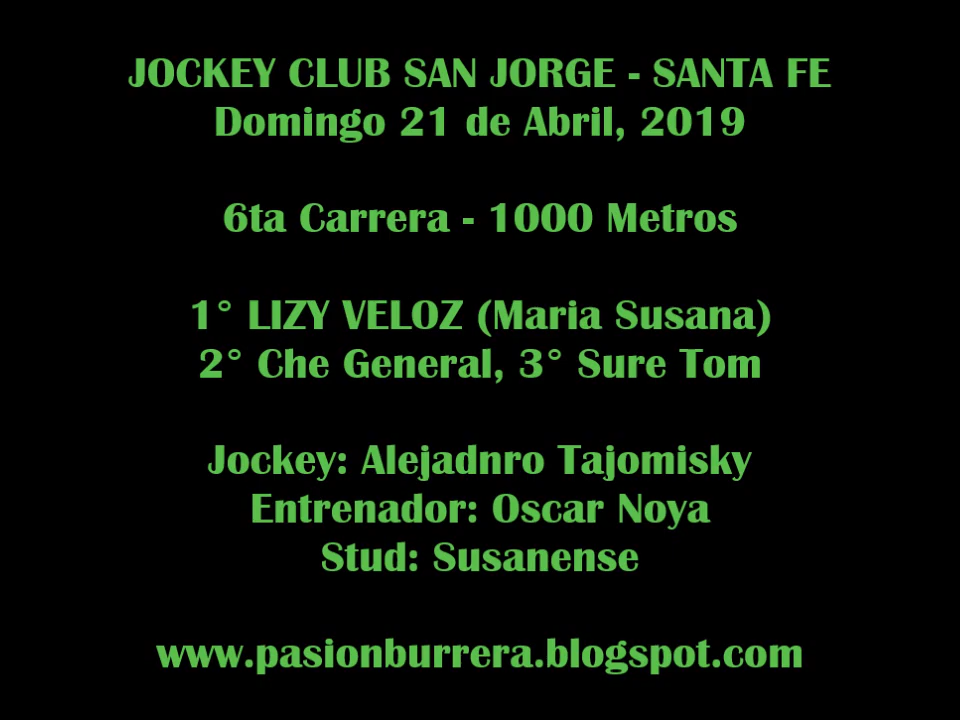 JOCKEY CLUB SAN JORGE - SANTA FE
Domingo 21 de Abril, 2019
6ta Carrera - 1000 Metros
1° LIZY VELOZ (Maria Susana)
2° Che General, 3° Sure Tom
Jockey: Alejadnro Tajomisky
Entrenador: Oscar Noya
Stud: Susanense
www.pasionburrera.blogspot.com